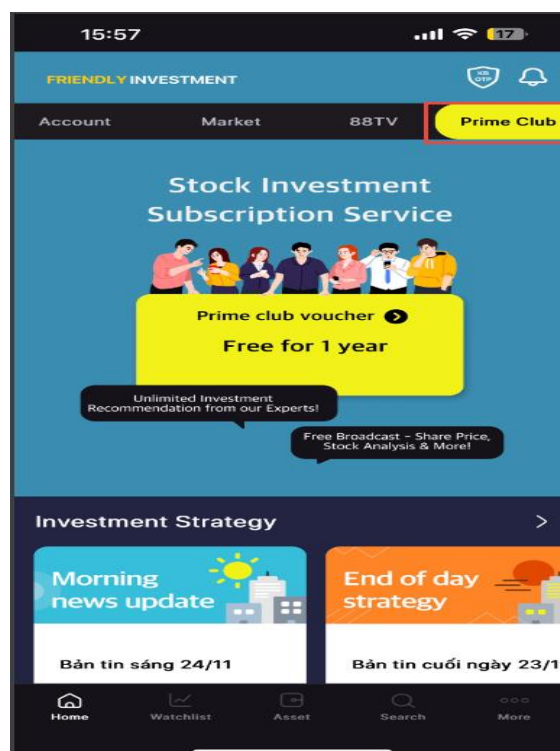 15:57
17
FRIENDLY INVESTMENT
KB
OTP
Account Market 88TV Prime Club
Stock Investment
Subscription Service
Prime club voucher
Free for 1 year
Unlimited Investment
Recommendation from our Experts!
Free Broadcast – Share Price,
Stock Analysis & More!
Investment Strategy
Morning
news update
Bản tin sáng 24/11
End of day
strategy
Bản tin cuối ngày 23/1
Home Watchlist Asset Search More